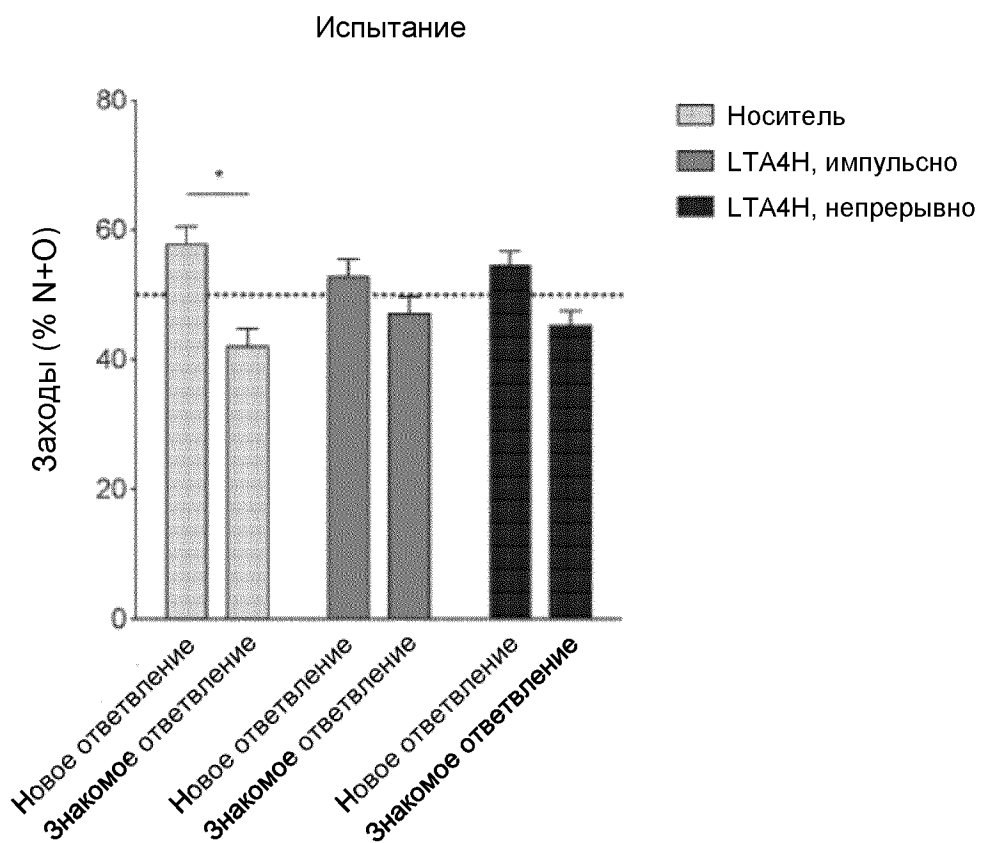 Испытание
Заходы (% N+O)
80
60
40
20
0
*
Носитель
LTA4H, импульсно
LTA4H, непрерывно
Новое ответвление
Знакомое ответвление
Новое ответвление
Знакомое ответвление
Новое ответвление
Знакомое ответвление